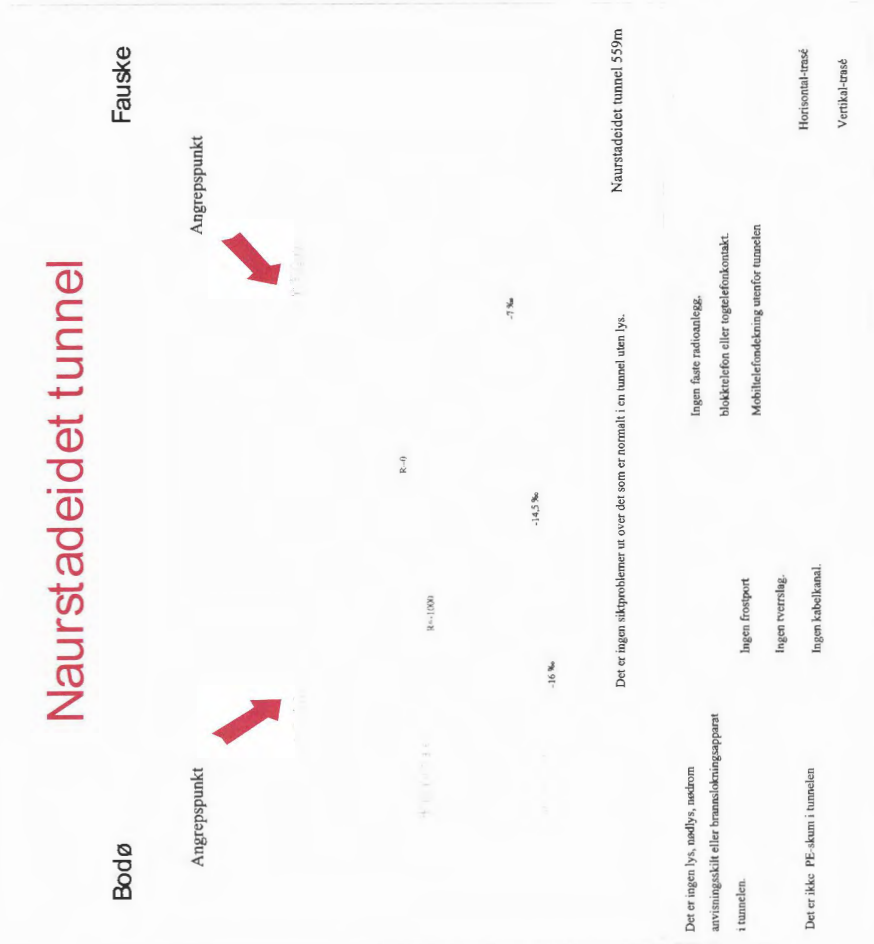 Naurstadeidet tunnel
Bodø
Fauske
Angrepspunkt
Angrepspunkt
R=0
R=-1000
-7 ‰
-14,5 ‰
-16 ‰
Det er ingen siktproblemer ut over det som er normalt i en tunnel uten lys.
Naurstadeidet tunnel 559m
Det er ingen lys, nødlys, nødrom
anvisningsskilt eller brannslokningsapparat
i tunnelen.
Det er ikke PE-skum i tunnelen
Ingen frostport
Ingen tverrslag.
Ingen kabelkanal.
Ingen faste radioanlegg,
blokktelefon eller togtelefonkontakt.
Mobiltelefondekning utenfor tunnelen
Horisontal-trasé
Vertikal-trasé